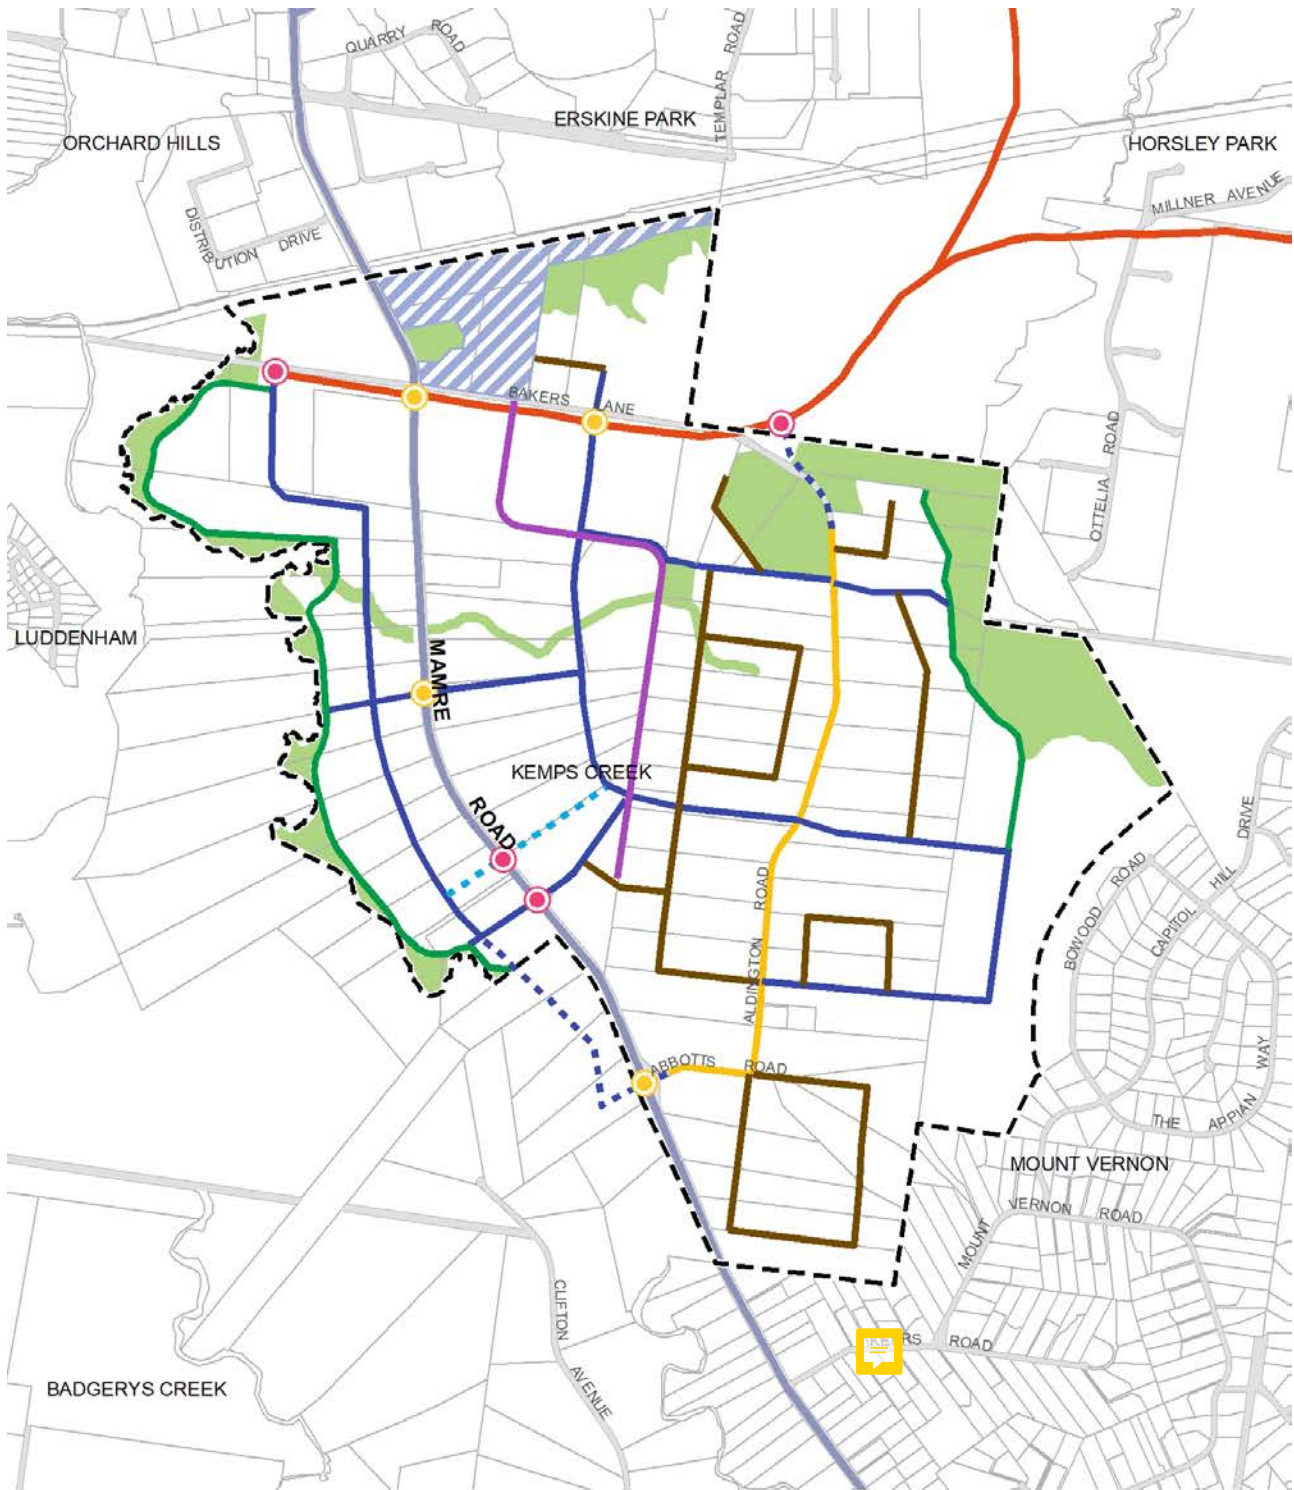 QUARRY ROAD
TEMPLAR ROAD
ERSKINE PARK
ORCHARD HILLS
HORSLEY PARK
MILLNER AVENUE
DISTRIBUTION DRIVE
BAKERS LANE
OTTELIA ROAD
LUDDENHAM
MAMRE
ROAD
KEMPS CREEK
ALDINGTON ROAD
BOWOOD ROAD
CAPITOL HILL DRIVE
ABBOTTS ROAD
THE APPIAN WAY
MOUNT VERNON
MOUNT VERNON ROAD
CLIFTON AVENUE
ROAD
BADGERYS CREEK